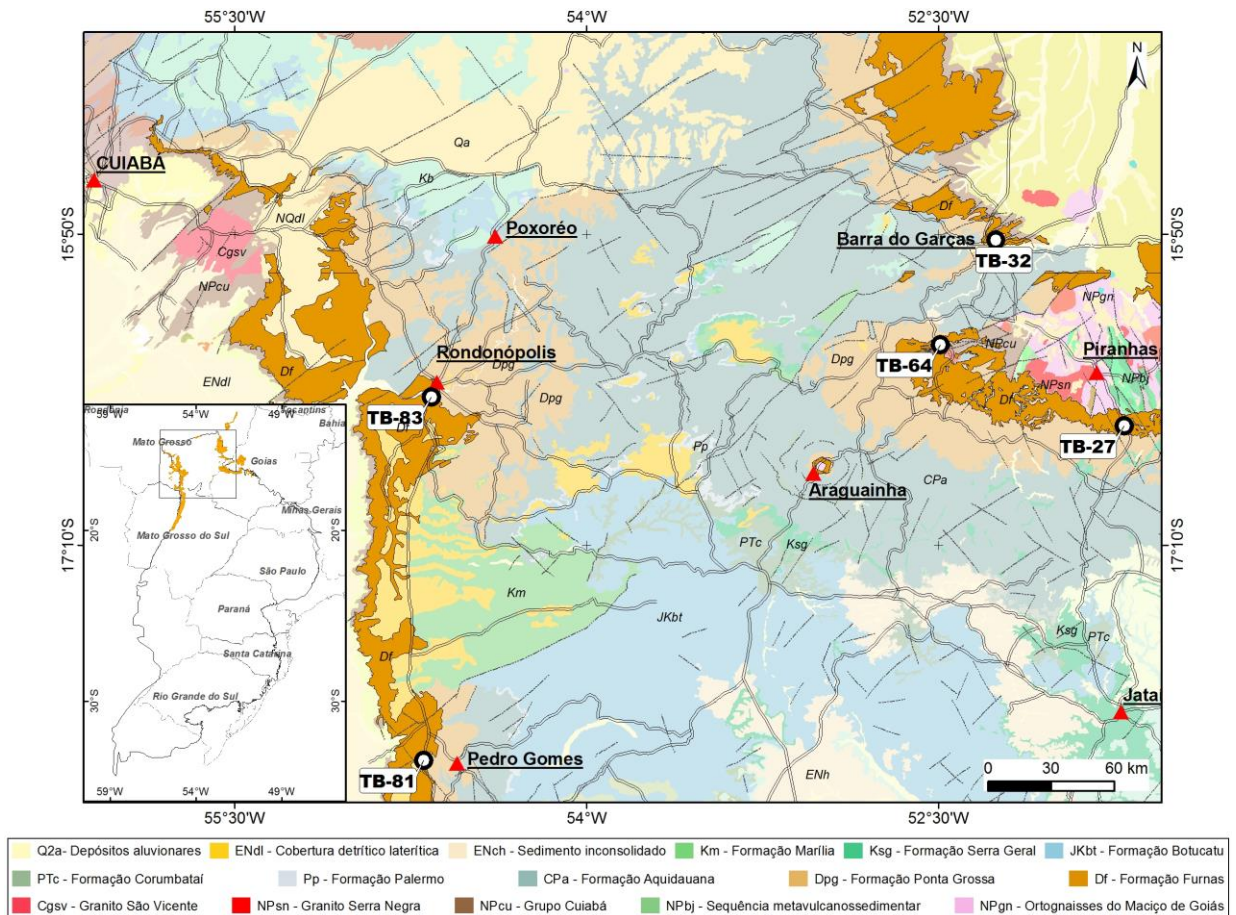 55°30'W 54°0'W 52°30'W
N
CUIABÁ
Qa
Kb
15°50'S
NQdl
Poxoréo
Df
15°50'S
Barra do Garças
TB-32
Cgsv
NPcu
NPgn
Rondonópolis
Dpg
NPcu
TB-64
Piranhas
Df
Dpg
ENdl
Dpg
NPsn
Df
NPbj
TB-83
Df
TB-27
Pp
Araguainha
CPa
17°10'S
PTc
Ksg
17°10'S
Km
JKbt
Ksg
PTc
Df
Jataí
Pedro Gomes
TB-81
ENh
0 30 60 km
59°W 54°W 49°W
Rondônia
Tocantins
Bahia
Mato Grosso
Goias
Minas Gerais
20°S
Mato Grosso do Sul
20°S
São Paulo
Paraná
Santa Catarina
Rio Grande do Sul
30°S
30°S
59°W 54°W 49°W
55°30'W 54°0'W 52°30'W
Q2a- Depósitos aluvionares ENdl - Cobertura detrítico laterítica ENch - Sedimento inconsolidado Km - Formação Marília Ksg - Formação Serra Geral JKbt - Formação Botucatu
PTc - Formação Corumbataí Pp - Formação Palermo CPa - Formação Aquidauana Dpg - Formação Ponta Grossa Df - Formação Furnas
Cgsv - Granito São Vicente NPsn - Granito Serra Negra NPcu - Grupo Cuiabá NPbj - Sequência metavulcanossedimentar NPgn - Ortognaisses do Maciço de Goiás